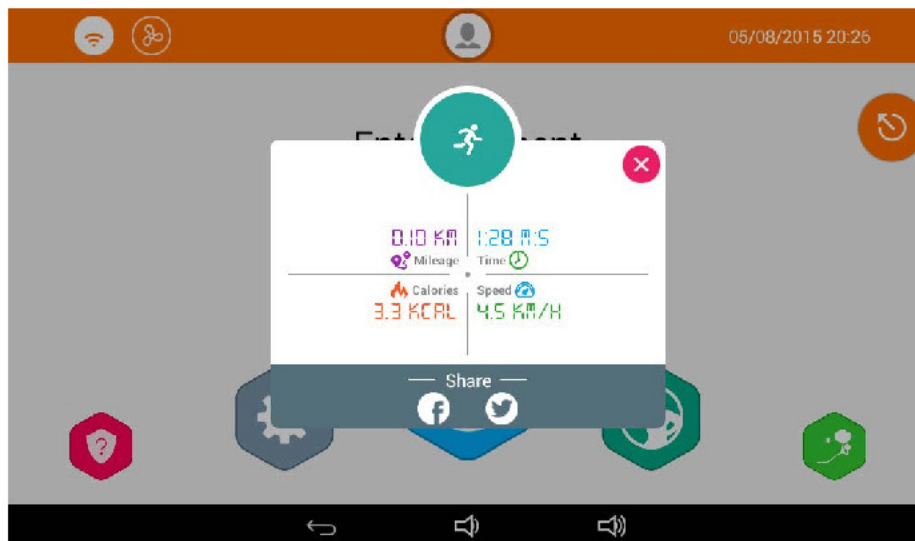 05/08/2015 20:26
0.10 KM
1:28 M:S
Mileage
Time
Calories
Speed
3.3 KCAL
4.5 KM/H
Share